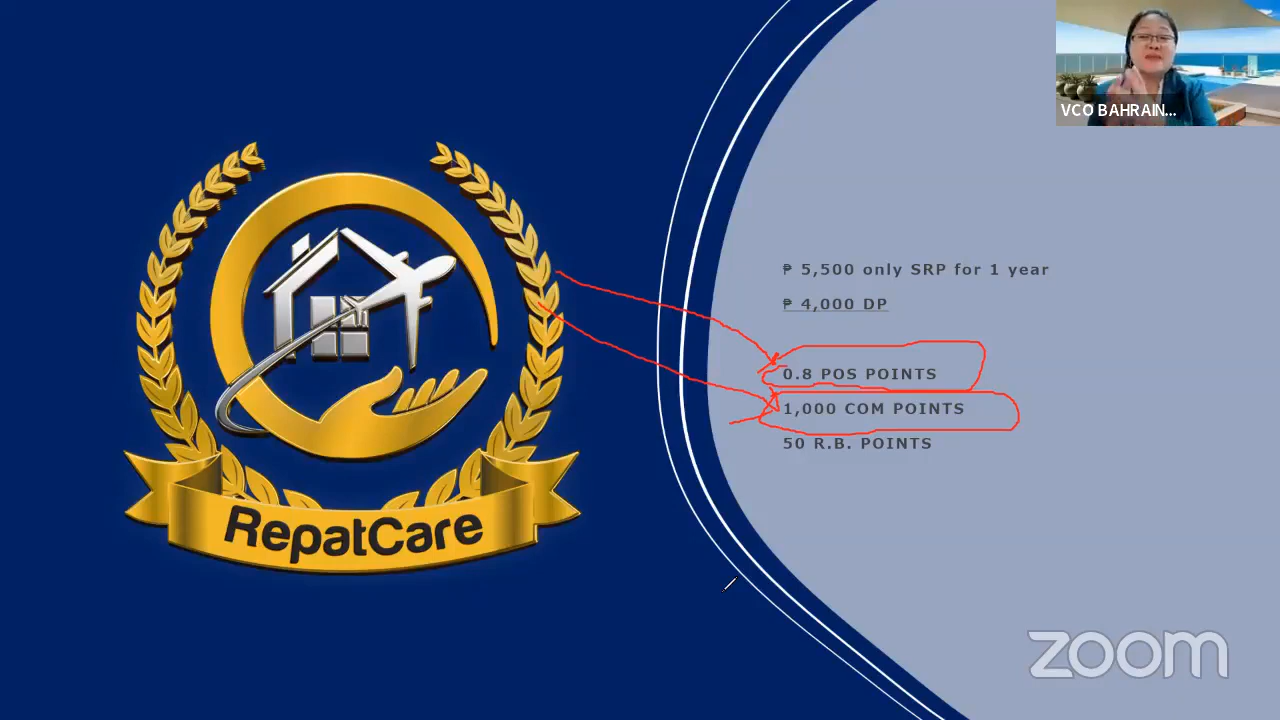 VCO BAHRAIN...
₱ 5,500 only SRP for 1 year
₱ 4,000 DP
0.8 POS POINTS
1,000 COM POINTS
50 R.B. POINTS
RepatCare
zoom